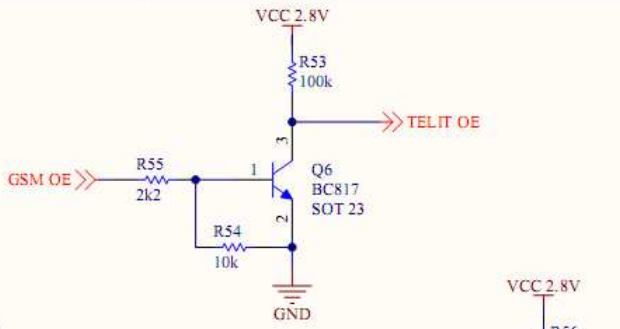 VCC 2.8V
R53
100k
3
TELIT OE
GSM OE
R55
2k2
1
Q6
BC817
SOT 23
2
R54
10k
GND
VCC 2.8V